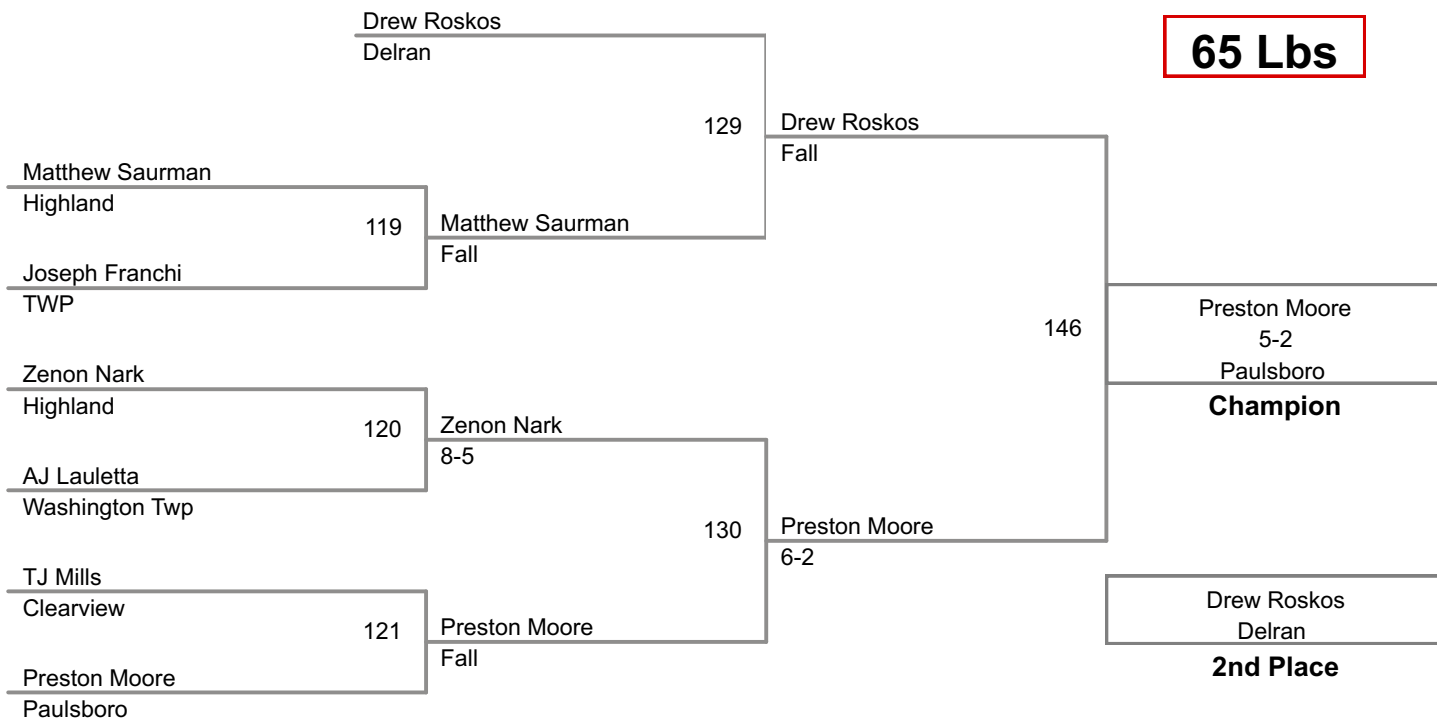 Drew Roskos
Delran
65 Lbs
129
Drew Roskos
Fall
Matthew Saurman
Highland
119
Matthew Saurman
Fall
Joseph Franchi
TWP
146
Preston Moore
5-2
Paulsboro
Champion
Zenon Nark
Highland
120
Zenon Nark
8-5
AJ Lauletta
Washington Twp
130
Preston Moore
6-2
TJ Mills
Clearview
121
Preston Moore
Fall
Preston Moore
Paulsboro
Drew Roskos
Delran
2nd Place